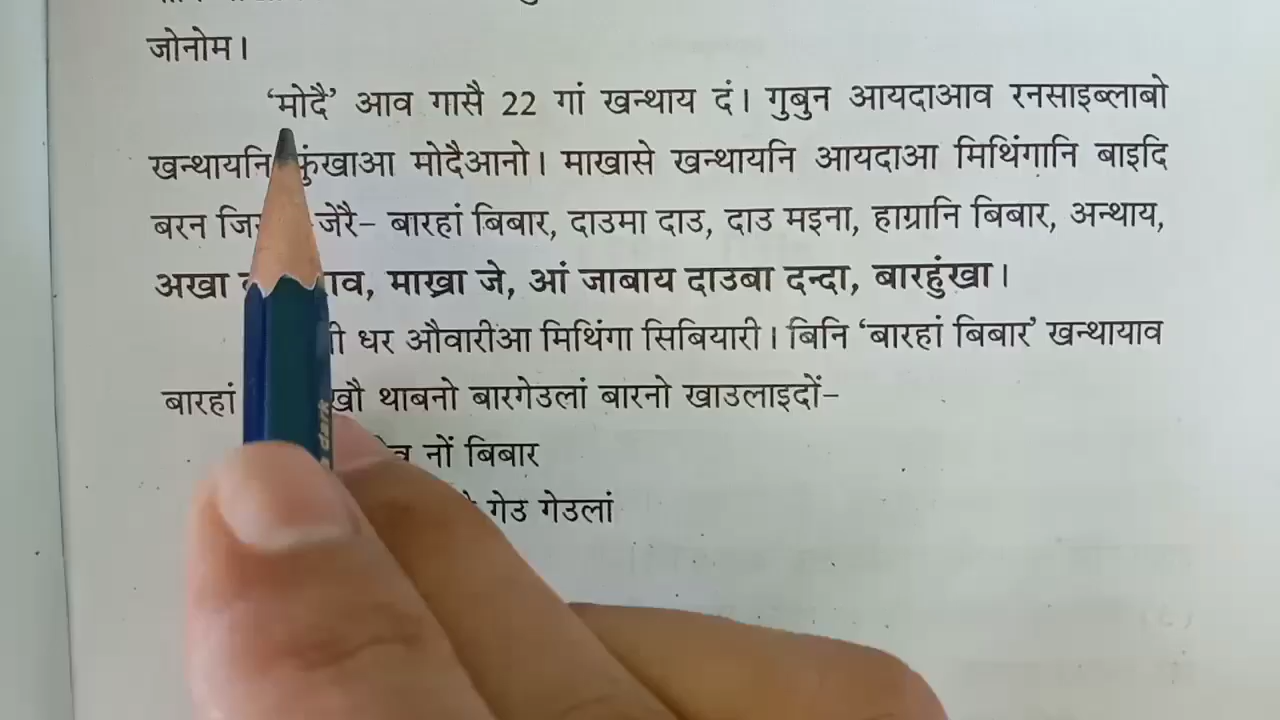 जोनोम।
‘मोदै’ आव गासै 22 गां खन्थाय दं। गुबुन आयदाआव रनसाइब्लाबो
खन्थायनि फुंखाआ मोदैआनो। माखासे खन्थायनि आयदाआ मिथिंगानि बाइदि
बरन जेरै– बारहां बिबार, दाउमा दाउ, दाउ मइना, हाग्रानि बिबार, अन्थाय,
अखा माख्रा जे, आं जाबाय दाउबा दन्दा, बारहुंखा।
धर औवारीआ मिथिंगा सिबियारी। बिनि ‘बारहां बिबार’ खन्थायाव
बारहां थाबनो बारगेउलां बारनो खाउलाइदों–
नों बिबार
गेउ गेउलां